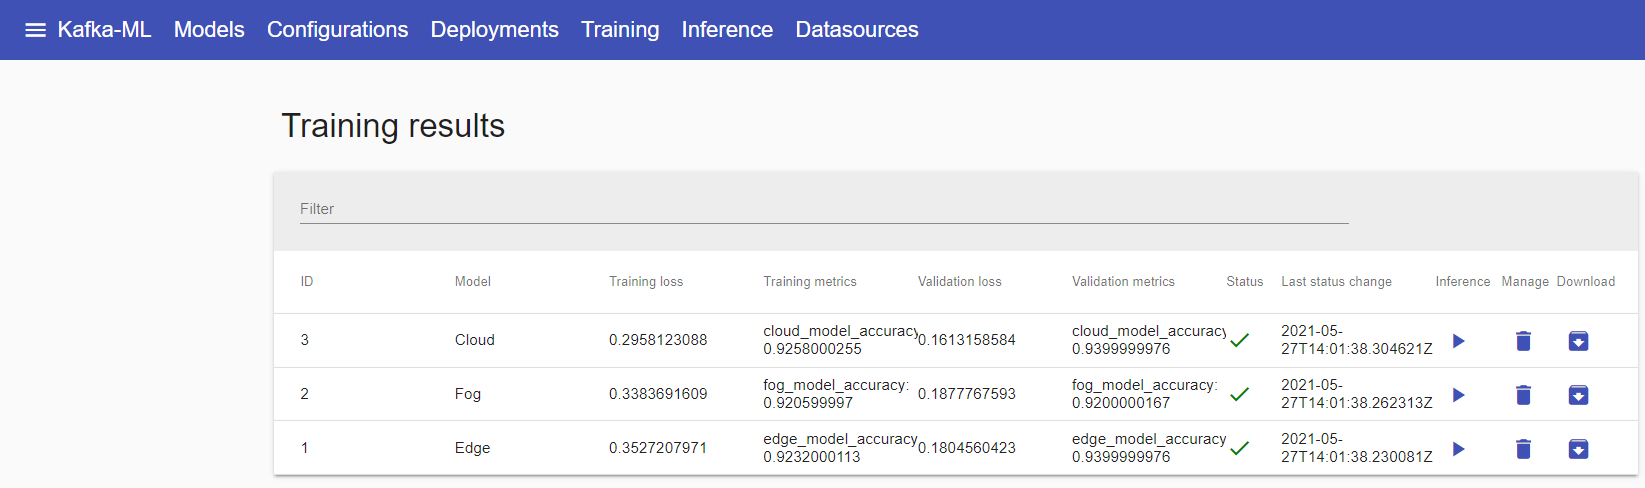 Kafka-ML Models Configurations Deployments Training Inference Datasources
Training results
Filter
ID Model Training loss Training metrics Validation loss Validation metrics Status Last status change Inference Manage Download
3 Cloud 0.2958123088 cloud_model_accuracy 0.9258000255 0.1613158584 cloud_model_accuracy 0.9399999976 2021-05-27T14:01:38.304621Z
2 Fog 0.3383691609 fog_model_accuracy: 0.920599997 0.1877767593 fog_model_accuracy: 0.9200000167 2021-05-27T14:01:38.262313Z
1 Edge 0.3527207971 edge_model_accuracy 0.9232000113 0.1804560423 edge_model_accuracy 0.9399999976 2021-05-27T14:01:38.230081Z